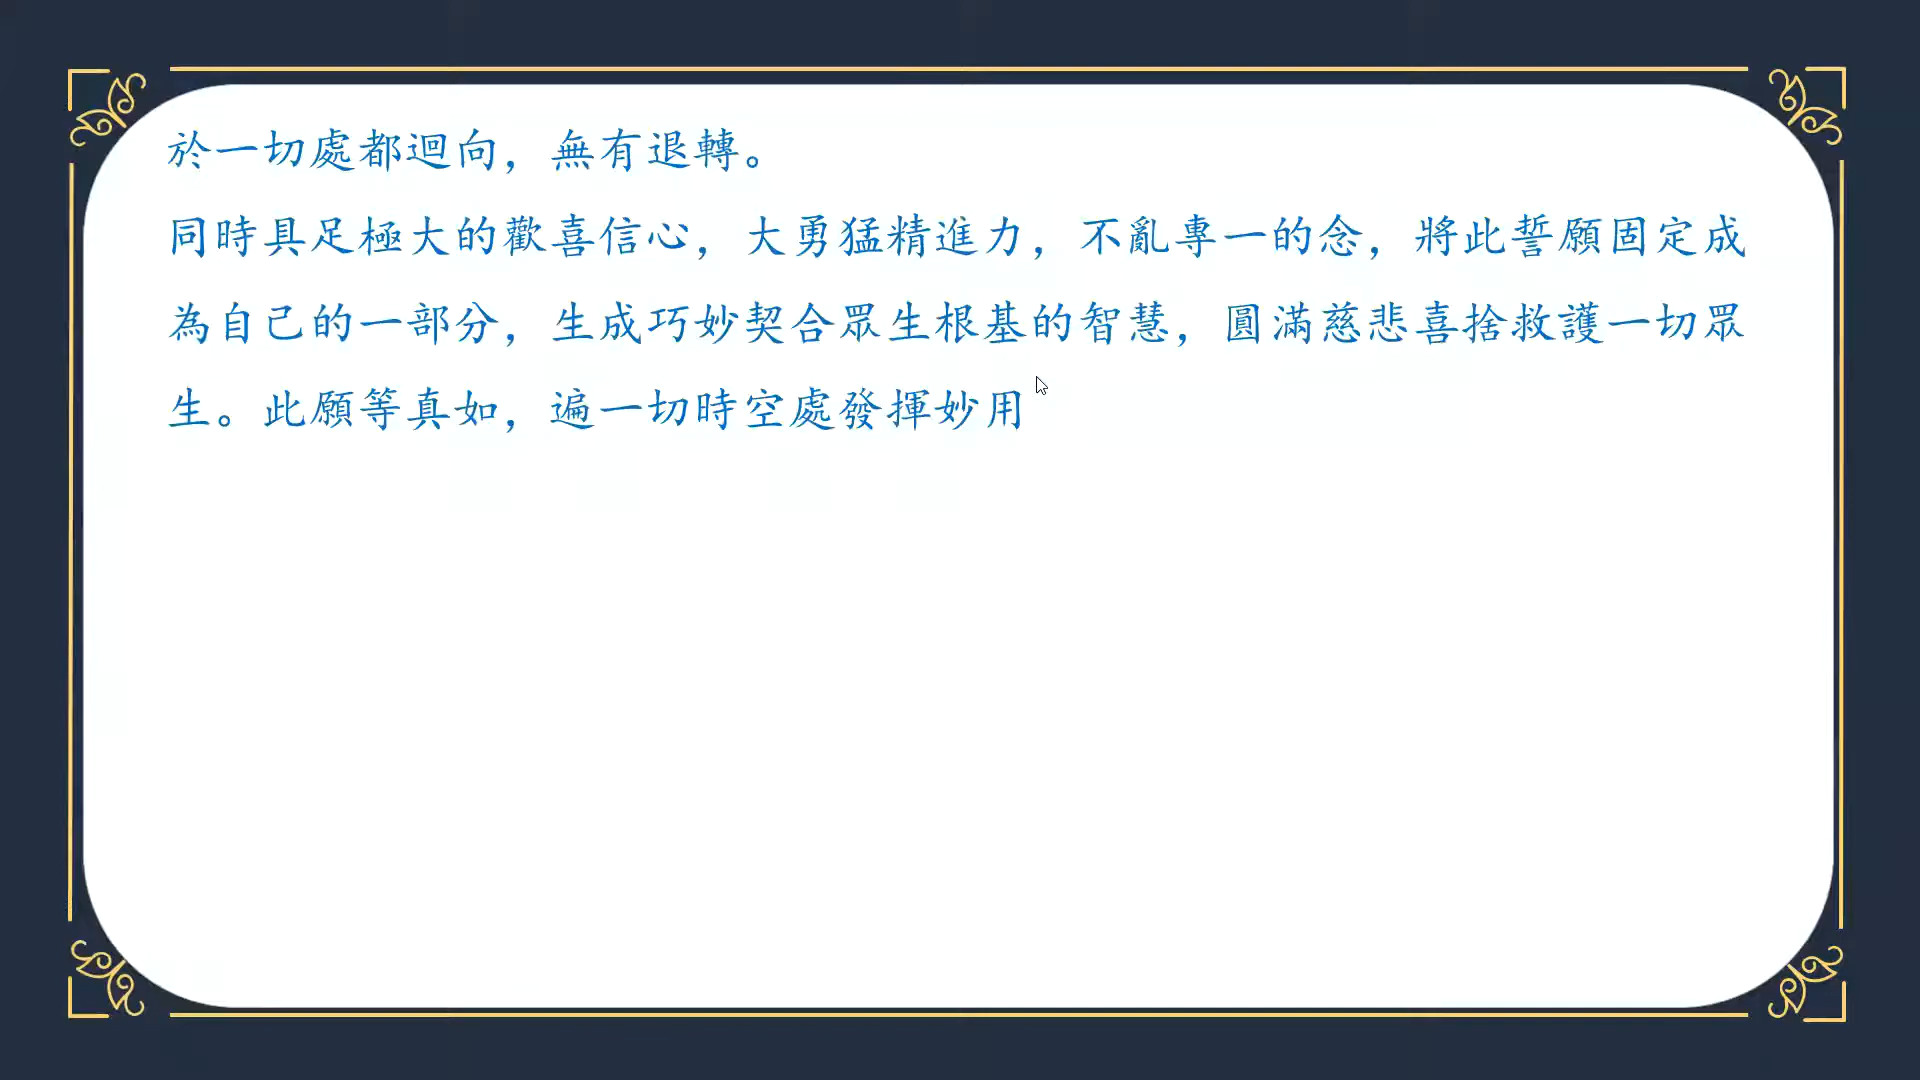 於一切處都迴向，無有退轉。
同時具足極大的歡喜信心，大勇猛精進力，不亂專一的念，將此誓願固定成
為自己的一部分，生成巧妙契合眾生根基的智慧，圓滿慈悲喜捨救護一切眾
生。此願等真如，遍一切時空處發揮妙用